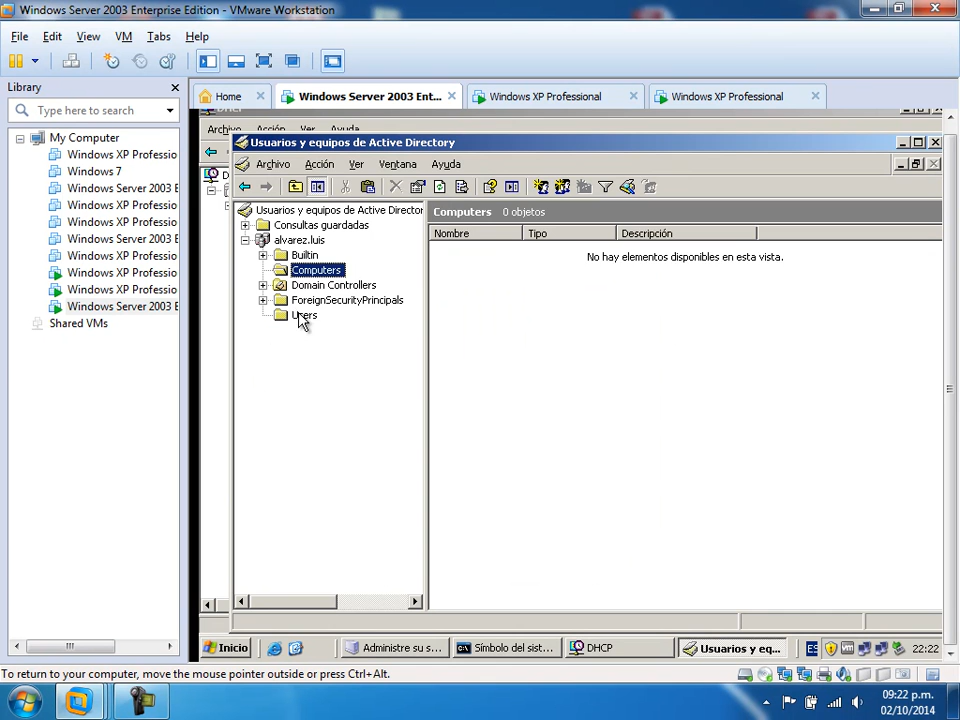 Windows Server 2003 Enterprise Edition - VMware Workstation
File Edit View VM Tabs Help
Library
Type here to search
My Computer
Windows XP Professio
Windows 7
Windows Server 2003 E
Windows XP Professio
Windows XP Professio
Windows Server 2003 E
Windows XP Professio
Windows XP Professio
Windows XP Professio
Windows Server 2003 E
Shared VMs
Home
Windows Server 2003 Ent...
Windows XP Professional
Windows XP Professional
Archivo Acción Ver Ayuda
Usuarios y equipos de Active Directory
Archivo Acción Ver Ventana Ayuda
Usuarios y equipos de Active Director
Consultas guardadas
alvarez.luis
Builtin
Computers
Domain Controllers
ForeignSecurityPrincipals
Users
Computers 0 objetos
Nombre Tipo Descripción
No hay elementos disponibles en esta vista.
Inicio
Administre su s...
Símbolo del sist...
DHCP
Usuarios y eq...
ES
22:22
To return to your computer, move the mouse pointer outside or press Ctrl+Alt.
09:22 p.m.
02/10/2014